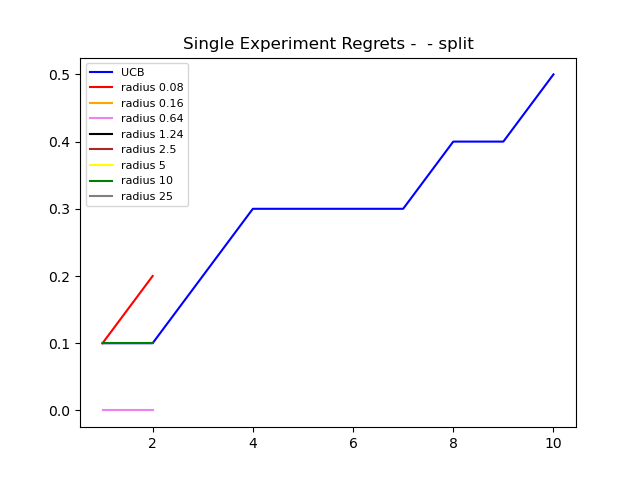 Single Experiment Regrets -  - split
UCB
radius 0.08
radius 0.16
radius 0.64
radius 1.24
radius 2.5
radius 5
radius 10
radius 25
0.5
0.4
0.3
0.2
0.1
0.0
2 4 6 8 10